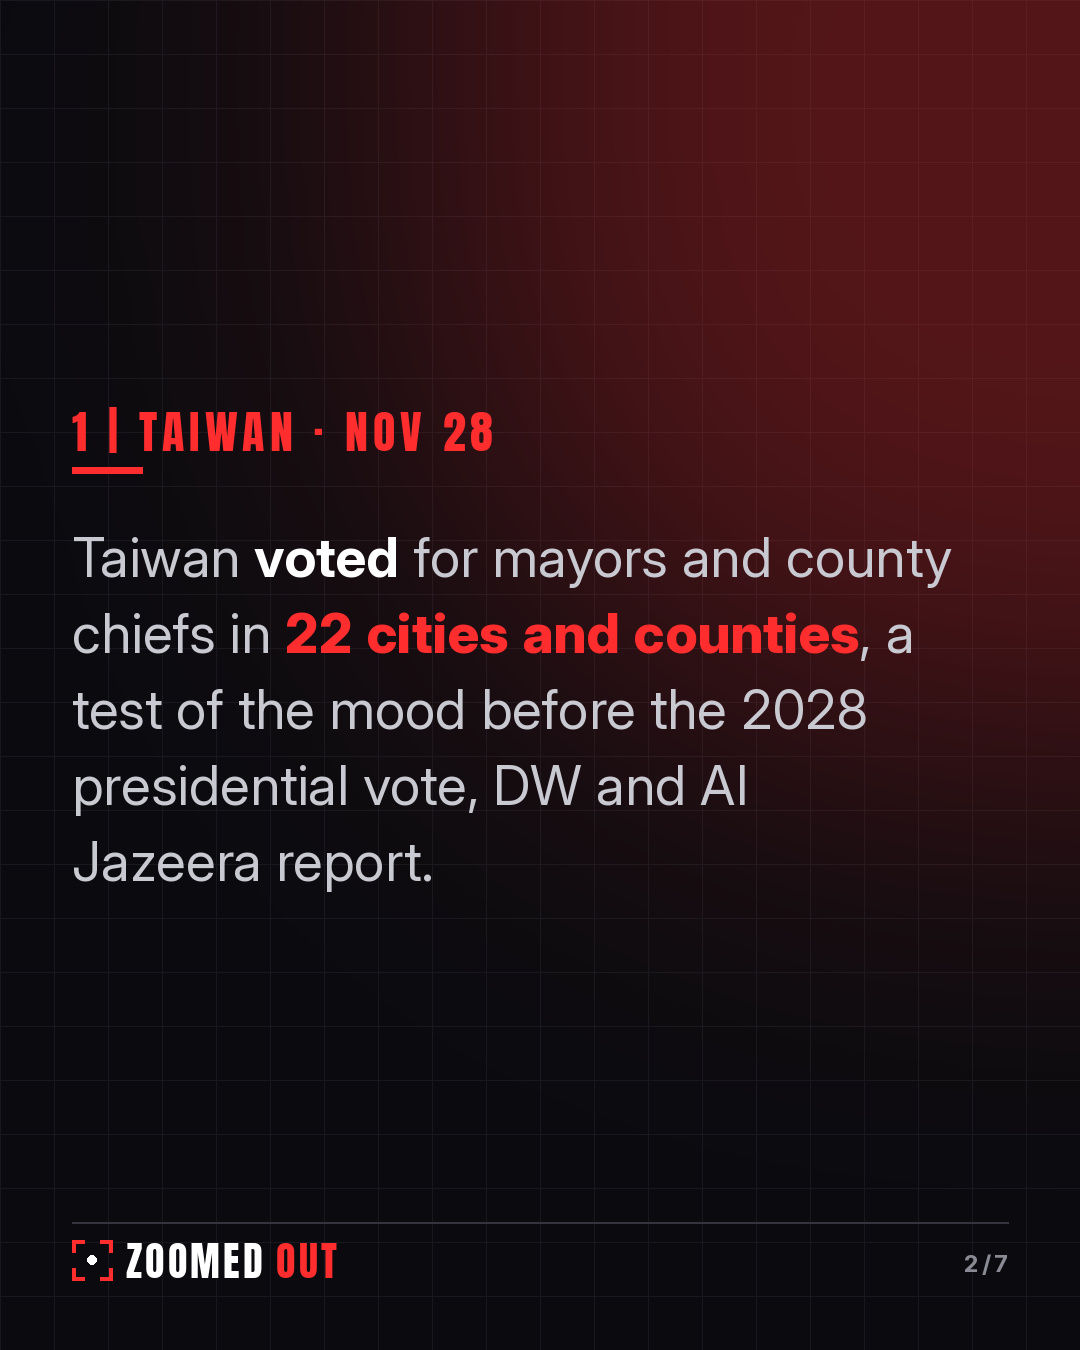 1 | TAIWAN · NOV 28
Taiwan voted for mayors and county
chiefs in 22 cities and counties, a
test of the mood before the 2028
presidential vote, DW and Al
Jazeera report.
ZOOMED OUT
2/7